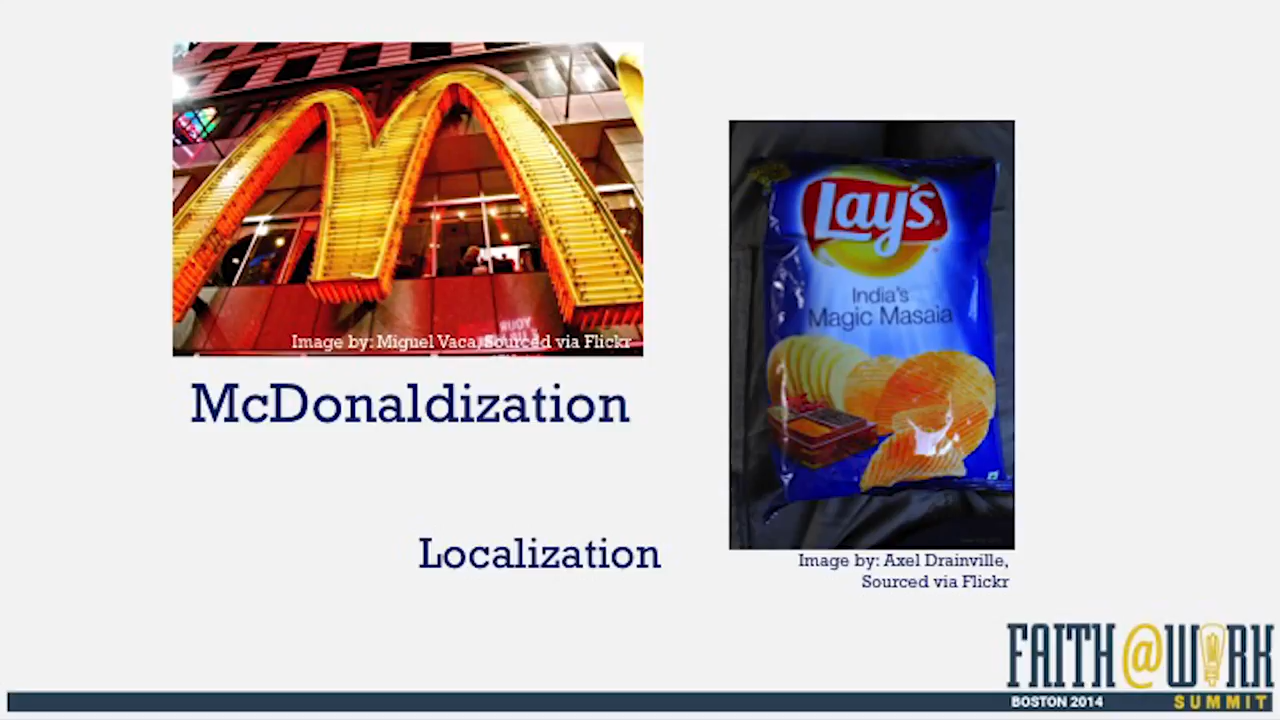 Lay's
India's
Magic Masala
Image by: Miguel Vaca, Sourced via Flickr
McDonaldization
Localization
Image by: Axel Drainville,
Sourced via Flickr
FAITH@WORK
BOSTON 2014 SUMMIT